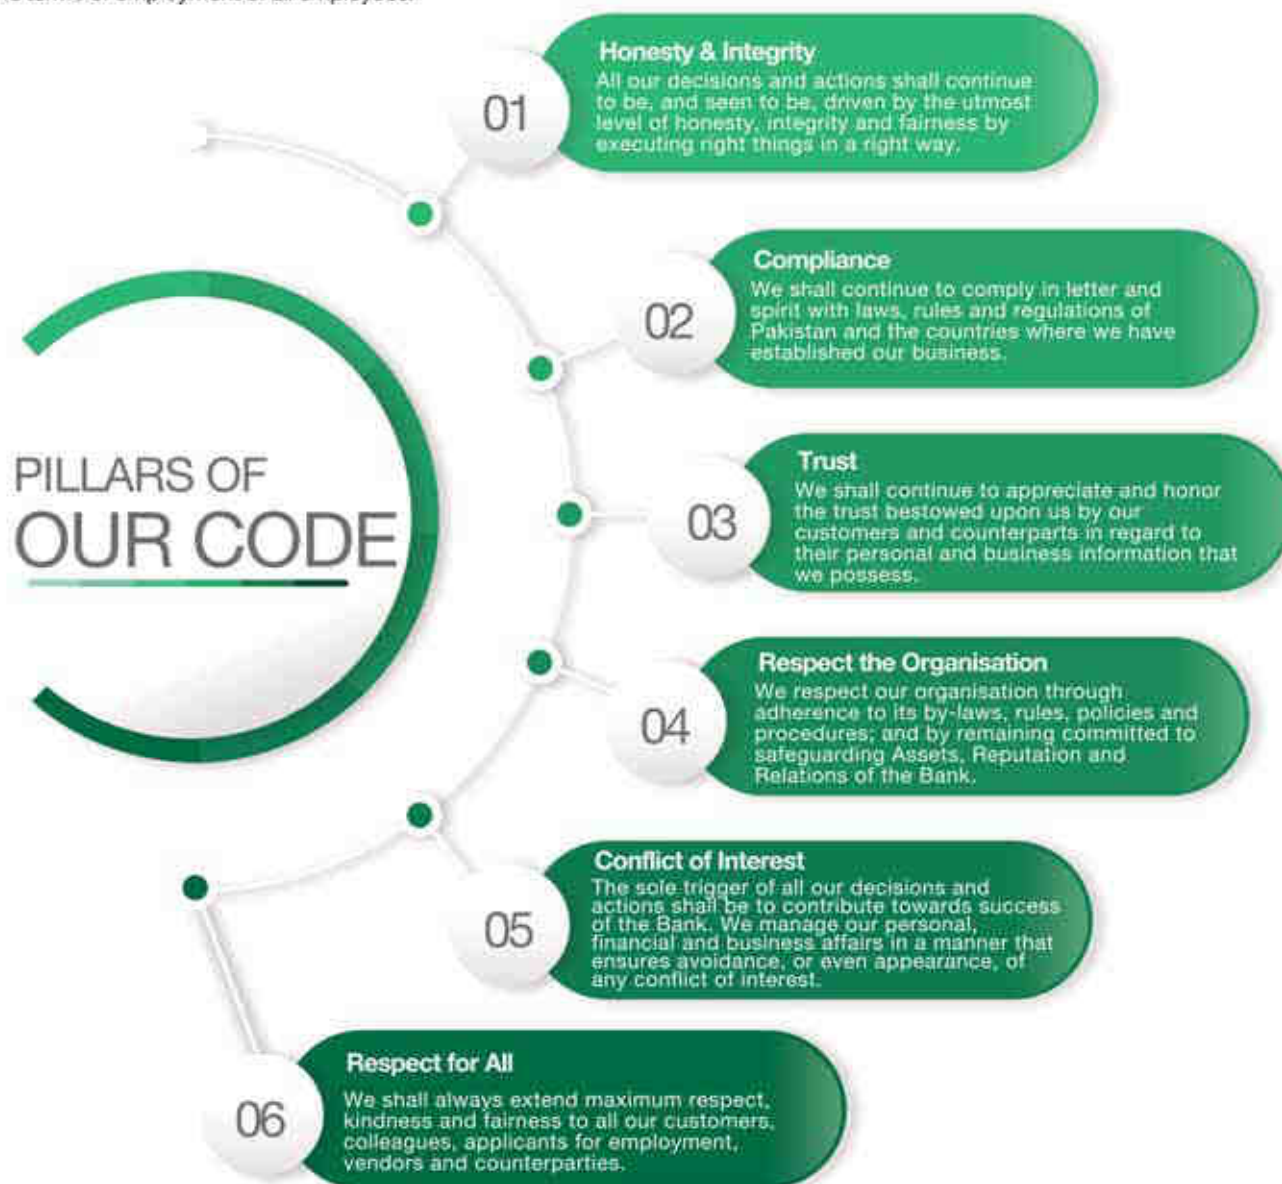 PILLARS OF
OUR CODE
01
Honesty & Integrity
All our decisions and actions shall continue
to be, and seen to be, driven by the utmost
level of honesty, integrity and fairness by
executing right things in a right way.
02
Compliance
We shall continue to comply in letter and
spirit with laws, rules and regulations of
Pakistan and the countries where we have
established our business.
03
Trust
We shall continue to appreciate and honor
the trust bestowed upon us by our
customers and counterparts in regard to
their personal and business information that
we possess.
04
Respect the Organisation
We respect our organisation through
adherence to its by-laws, rules, policies and
procedures; and by remaining committed to
safeguarding Assets, Reputation and
Relations of the Bank.
05
Conflict of Interest
The sole trigger of all our decisions and
actions shall be to contribute towards success
of the Bank. We manage our personal,
financial and business affairs in a manner that
ensures avoidance, or even appearance, of
any conflict of interest.
06
Respect for All
We shall always extend maximum respect,
kindness and fairness to all our customers,
colleagues, applicants for employment,
vendors and counterparties.